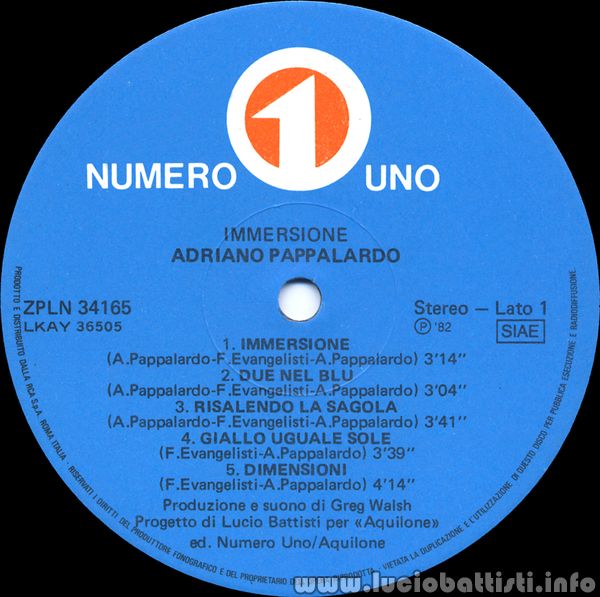 1
NUMERO UNO
IMMERSIONE
ADRIANO PAPPALARDO
ZPLN 34165
LKAY 36505
Stereo – Lato 1
Ⓟ '82 SIAE
1. IMMERSIONE
(A.Pappalardo-F.Evangelisti-A.Pappalardo) 3'14"
2. DUE NEL BLU
(A.Pappalardo-F.Evangelisti-A.Pappalardo) 3'04"
3. RISALENDO LA SAGOLA
(A.Pappalardo-F.Evangelisti-A.Pappalardo) 3'41"
4. GIALLO UGUALE SOLE
(F.Evangelisti-A.Pappalardo) 3'39"
5. DIMENSIONI
(F.Evangelisti-A.Pappalardo) 4'14"
Produzione e suono di Greg Walsh
Progetto di Lucio Battisti per «Aquilone»
ed. Numero Uno/Aquilone
PRODOTTO E DISTRIBUITO DALLA RCA S.p.A. ROMA ITALIA - RISERVATI I DIRITTI DEL PRODUTTORE FONOGRAFICO E DEL PROPRIETARIO DELL' RIPRODOTTA. VIETATA LA DUPLICAZIONE E L'UTILIZZAZIONE DI QUESTO DISCO PER PUBBLICA ESECUZIONE E RADIODIFFUSIONE.
www.luciobattisti.info